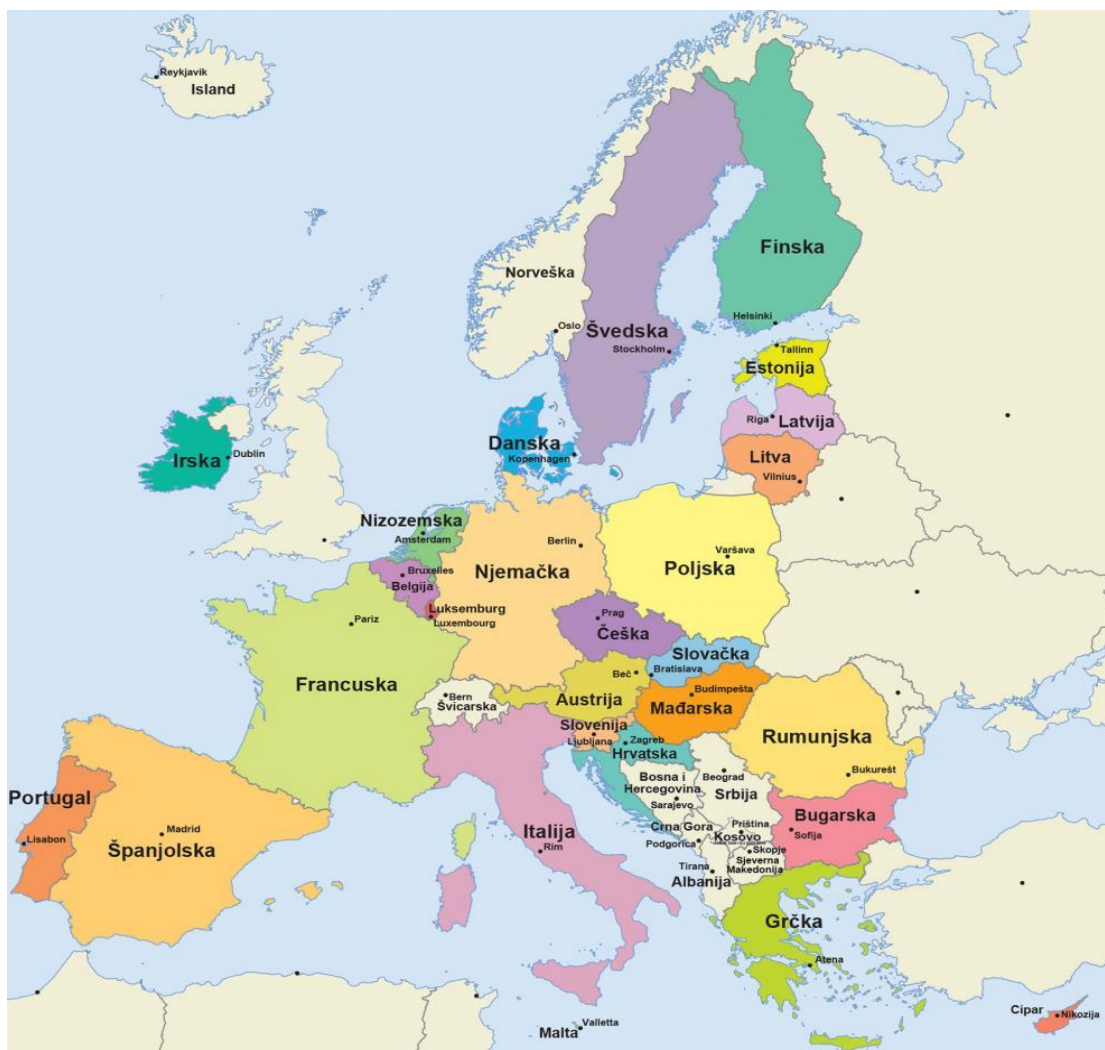 Reykjavik
Island
Finska
Norveška
Helsinki
Oslo
Švedska
Stockholm
Tallinn
Estonija
Riga
Latvija
Danska
Kopenhagen
Irska
Dublin
Litva
Vilnius
Nizozemska
Amsterdam
Berlin
Varšava
Njemačka
Poljska
Bruxelles
Belgija
Luksemburg
Luxembourg
Pariz
Prag
Češka
Slovačka
Bratislava
Beč
Francuska
Bern
Švicarska
Austrija
Budimpešta
Mađarska
Slovenija
Ljubljana
Zagreb
Hrvatska
Rumunjska
Bukurešt
Bosna i
Hercegovina
Sarajevo
Beograd
Srbija
Portugal
Lisabon
Madrid
Španjolska
Italija
Rim
Crna Gora
Podgorica
Priština
Kosovo
Bugarska
Sofija
Skopje
Sjeverna
Makedonija
Tirana
Albanija
Grčka
Atena
Malta
Valletta
Cipar
Nikozija